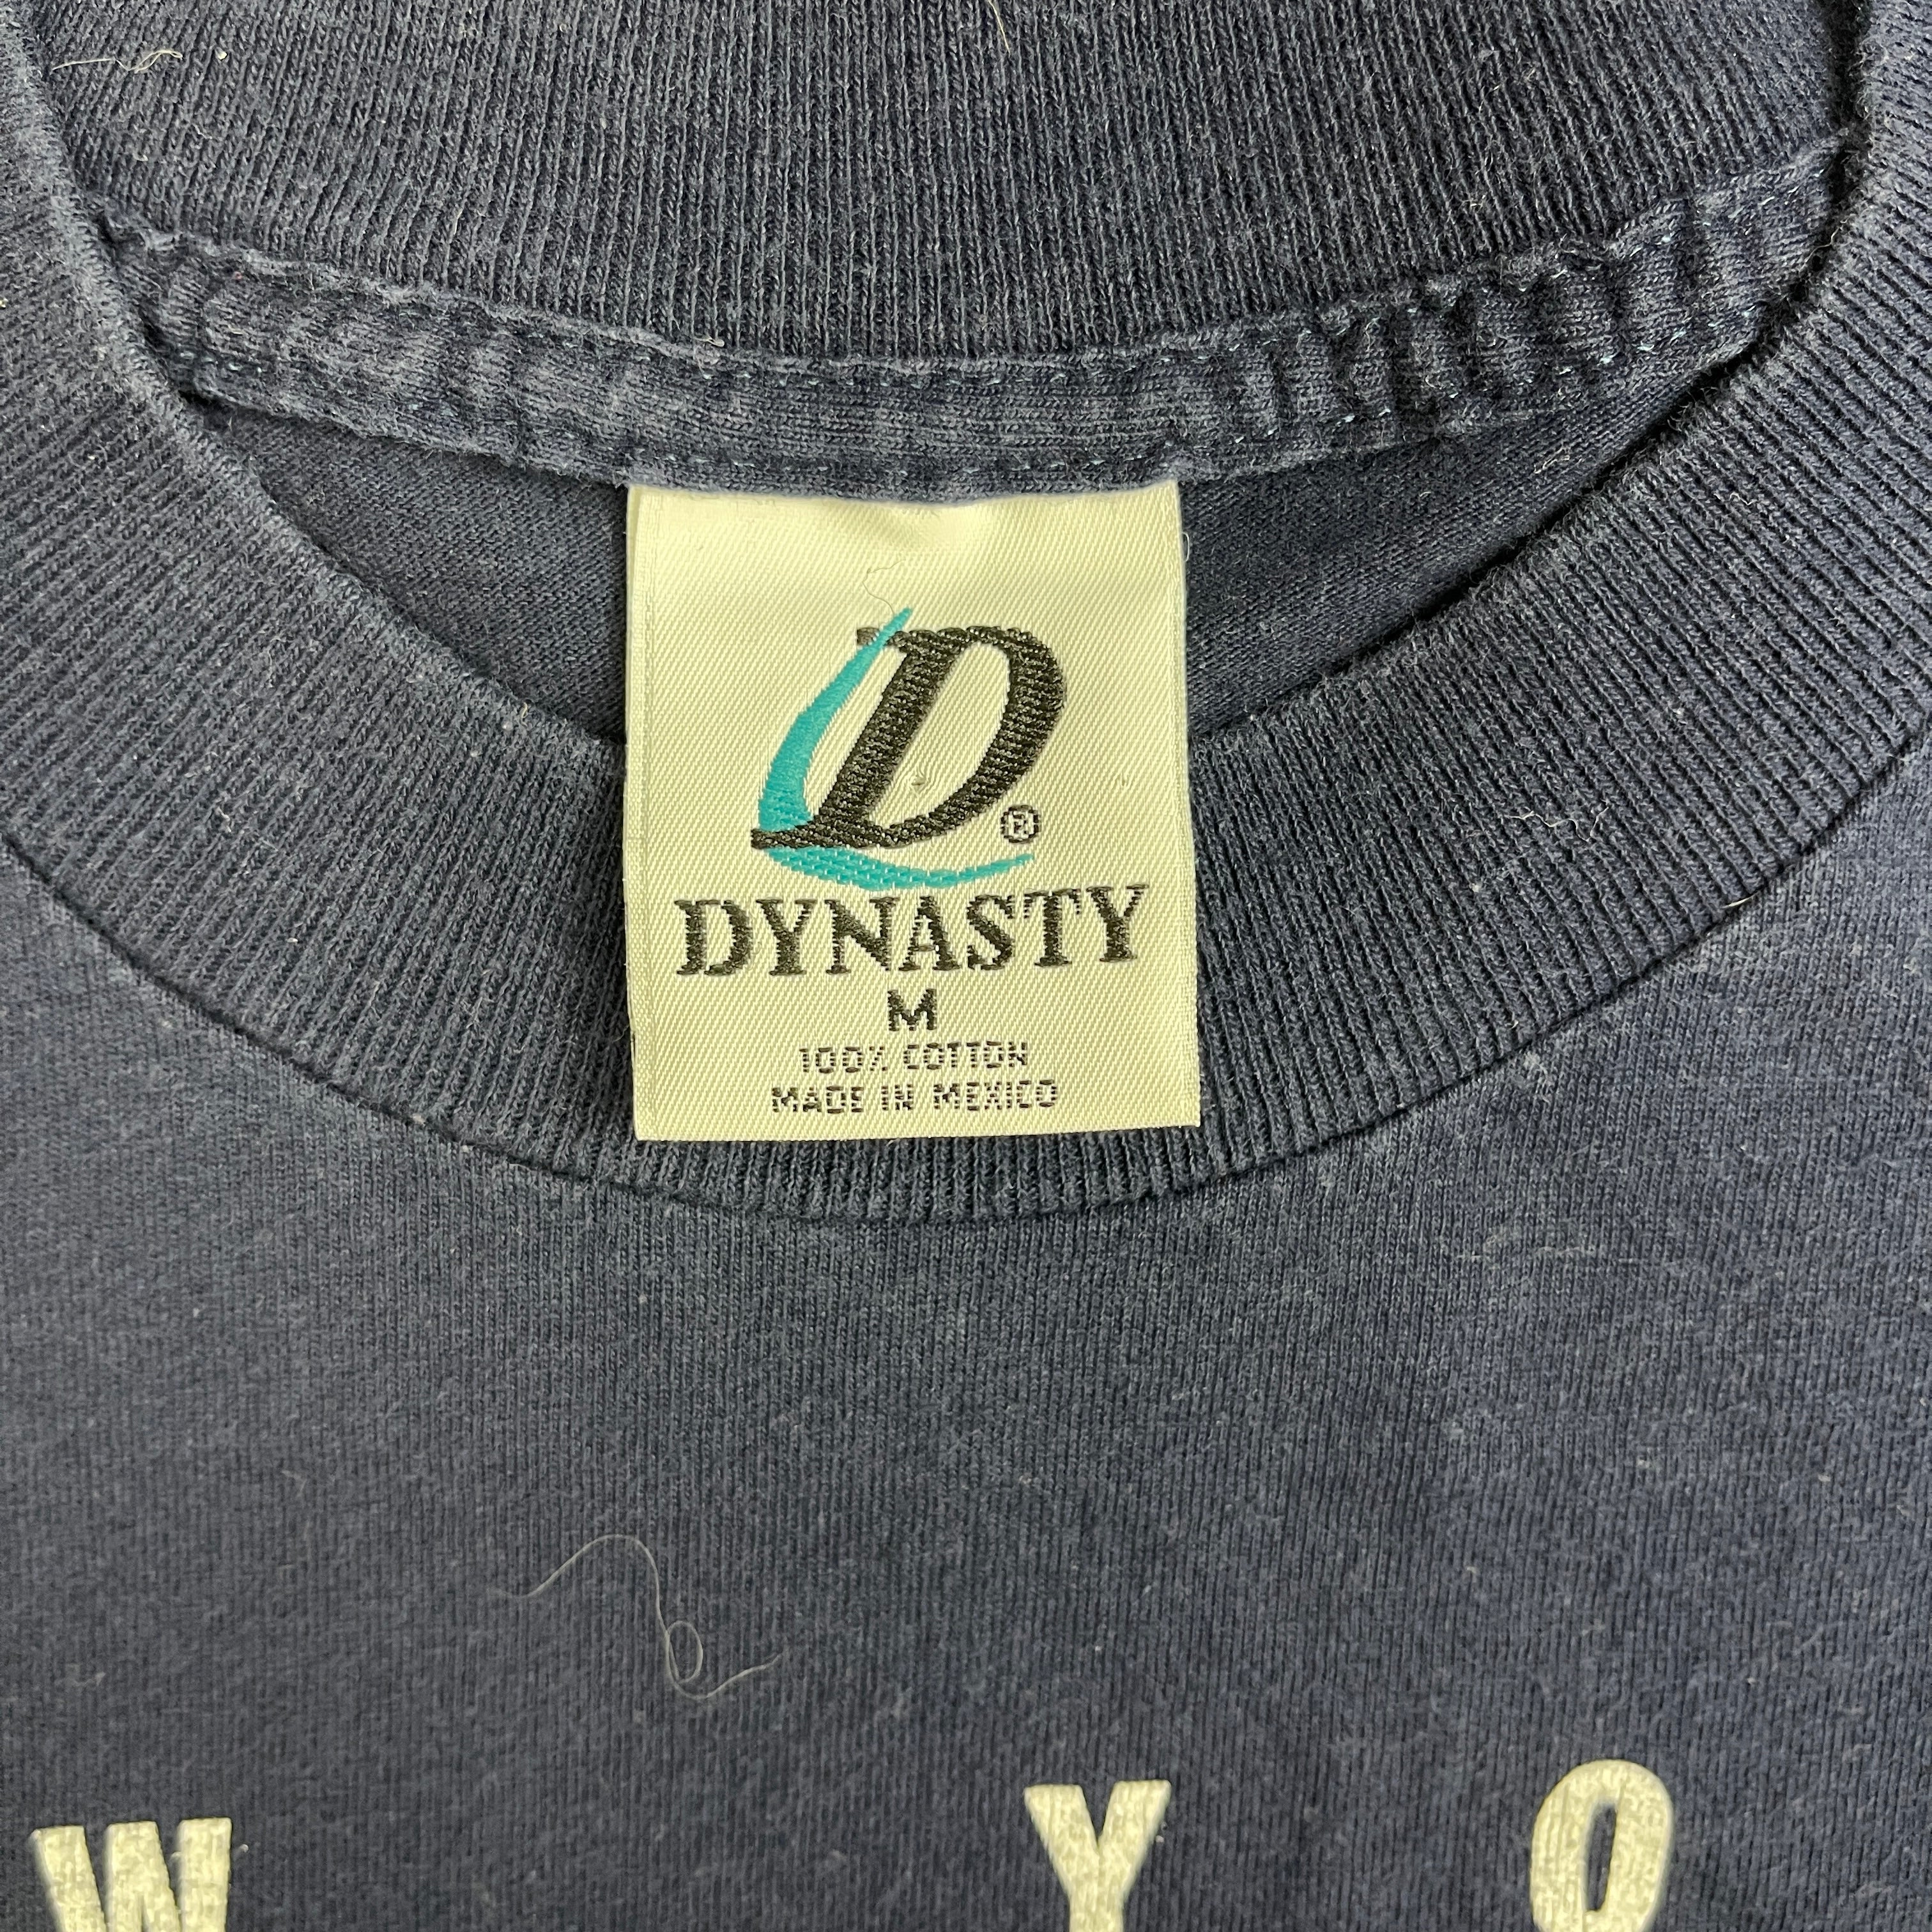 D®
DYNASTY
M
100% COTTON
MADE IN MEXICO
W Y O